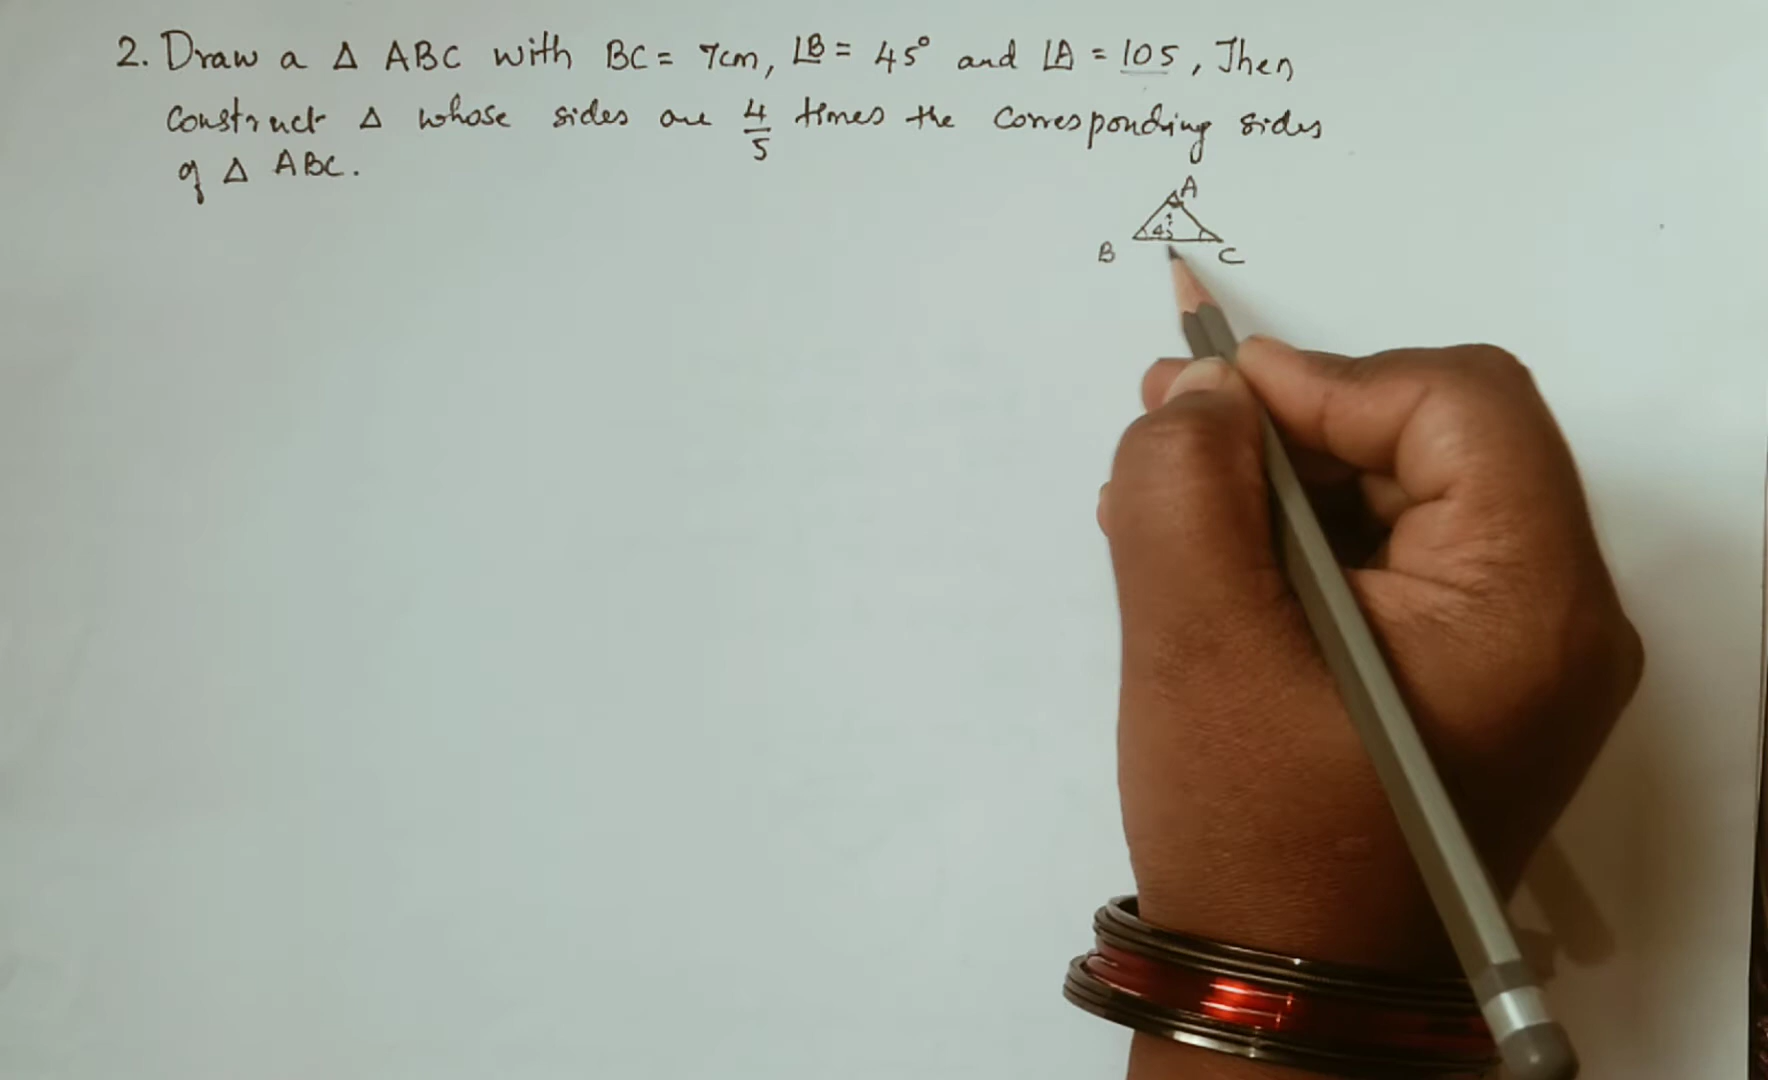 2. Draw a Δ ABC with BC = 7cm, ∠B = 45° and ∠A = 105, Then
Construct Δ whose sides are 4/5 times the corresponding sides
of Δ ABC.
A
45
B C